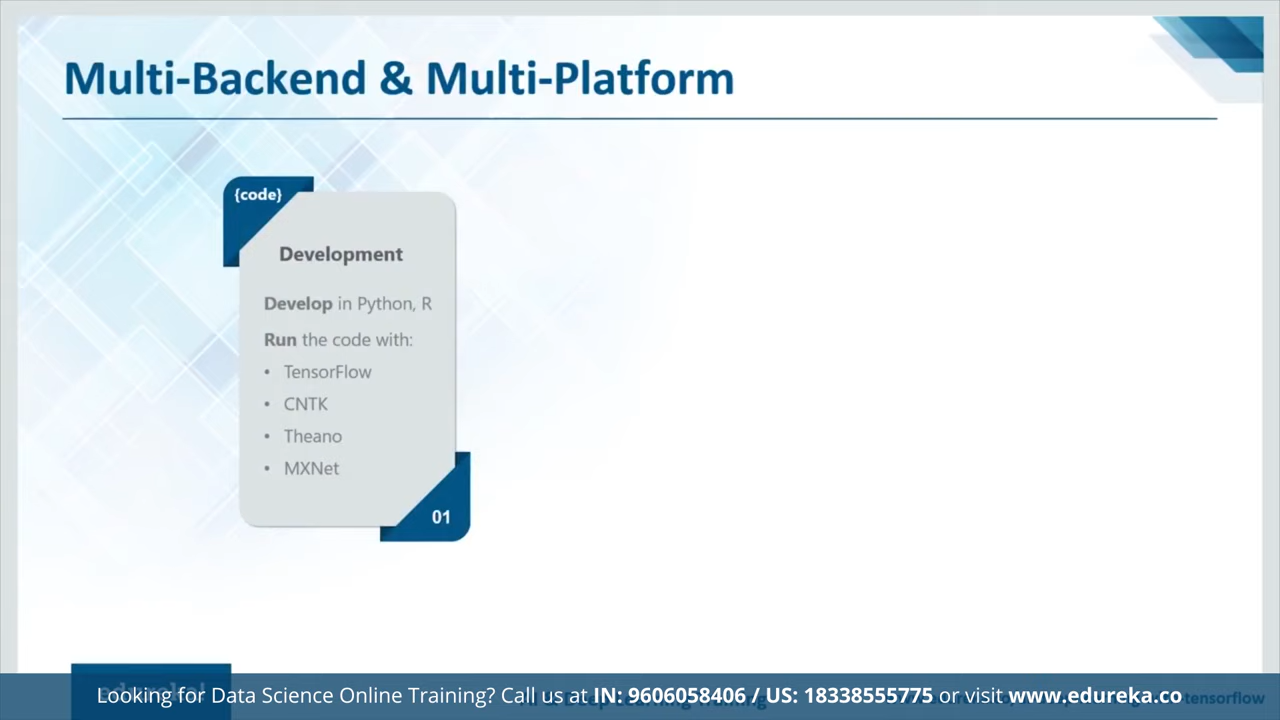 Multi-Backend & Multi-Platform
{code}
Development
Develop in Python, R
Run the code with:
• TensorFlow
• CNTK
• Theano
• MXNet
01
Looking for Data Science Online Training? Call us at IN: 9606058406 / US: 18338555775 or visit www.edureka.co
-tensorflow